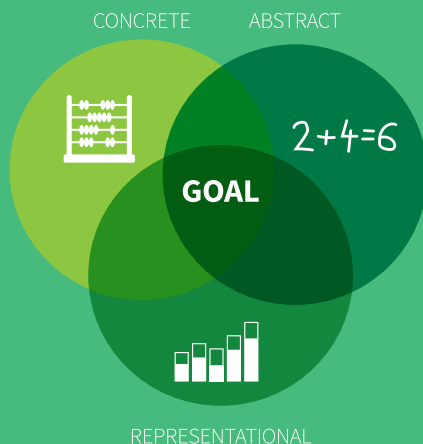 CONCRETE
ABSTRACT
2+4=6
GOAL
REPRESENTATIONAL